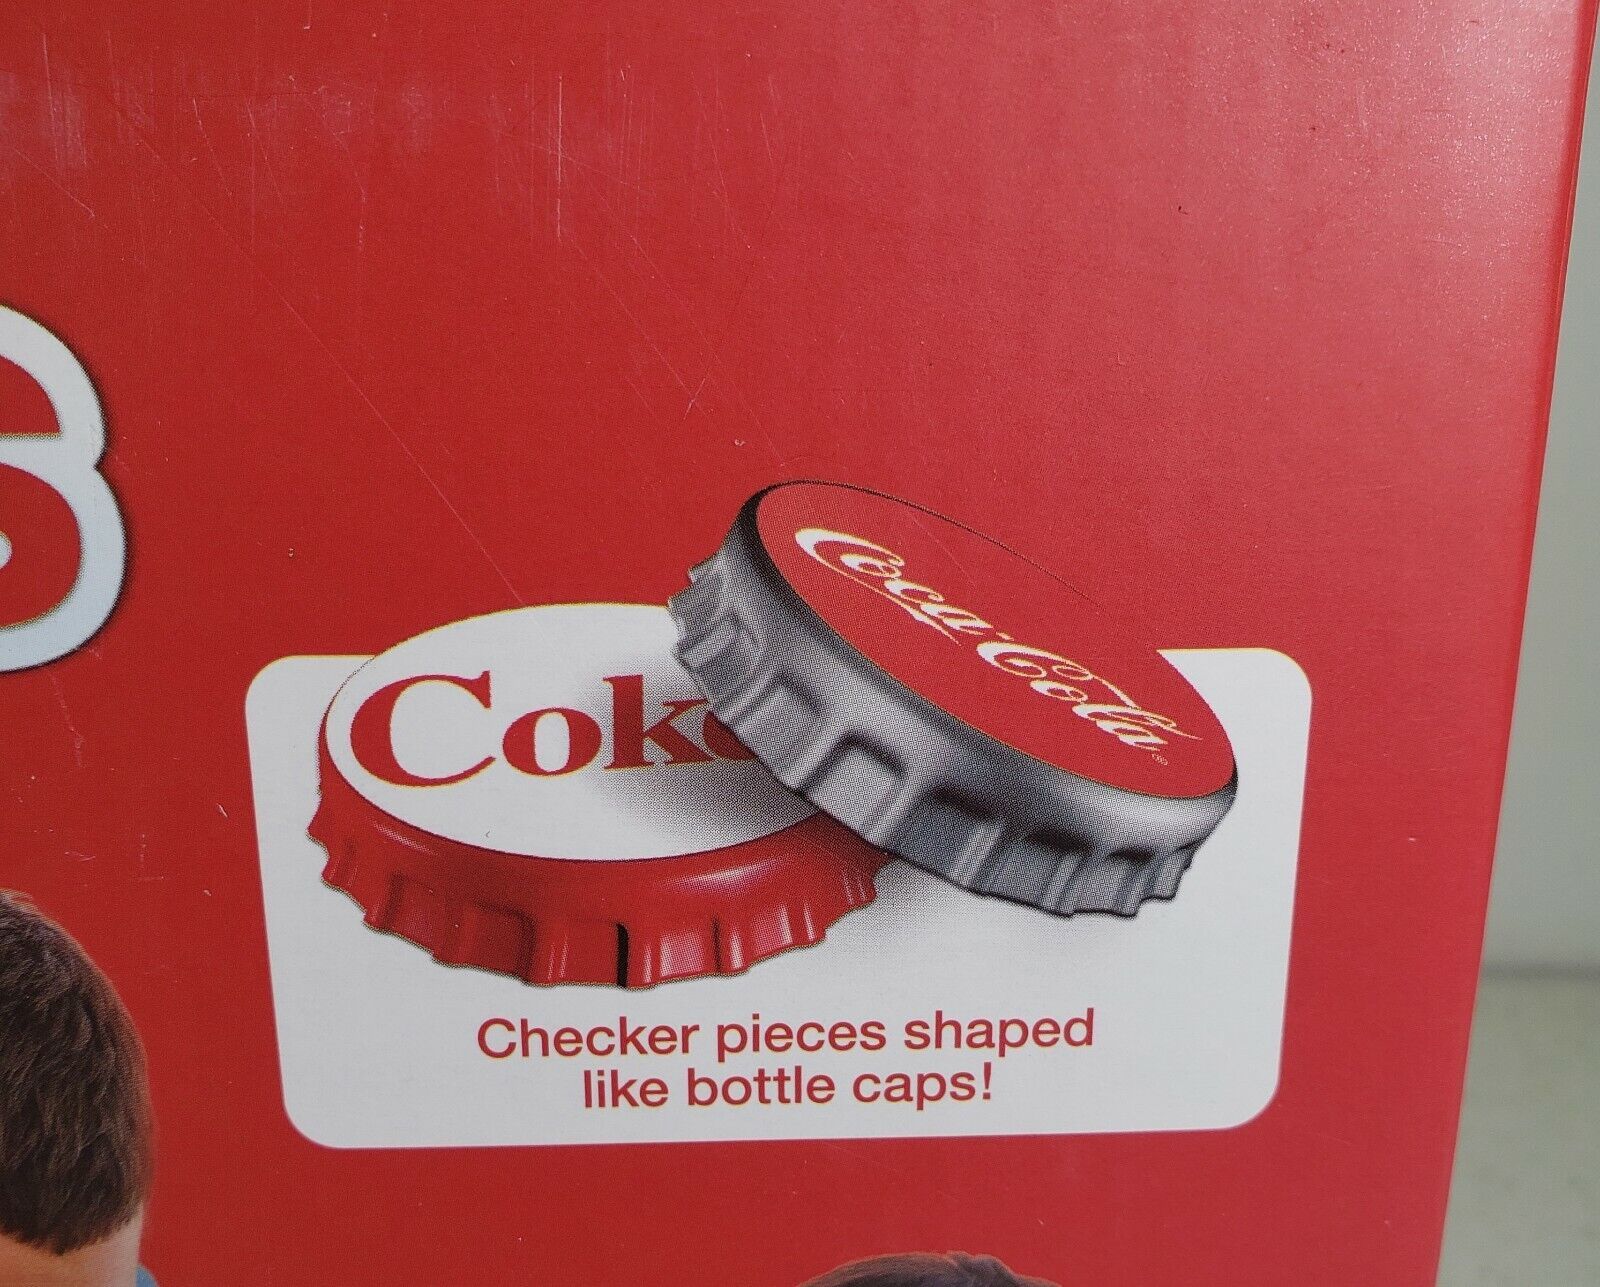 S
Coke
Coca-Cola
Checker pieces shaped
like bottle caps!